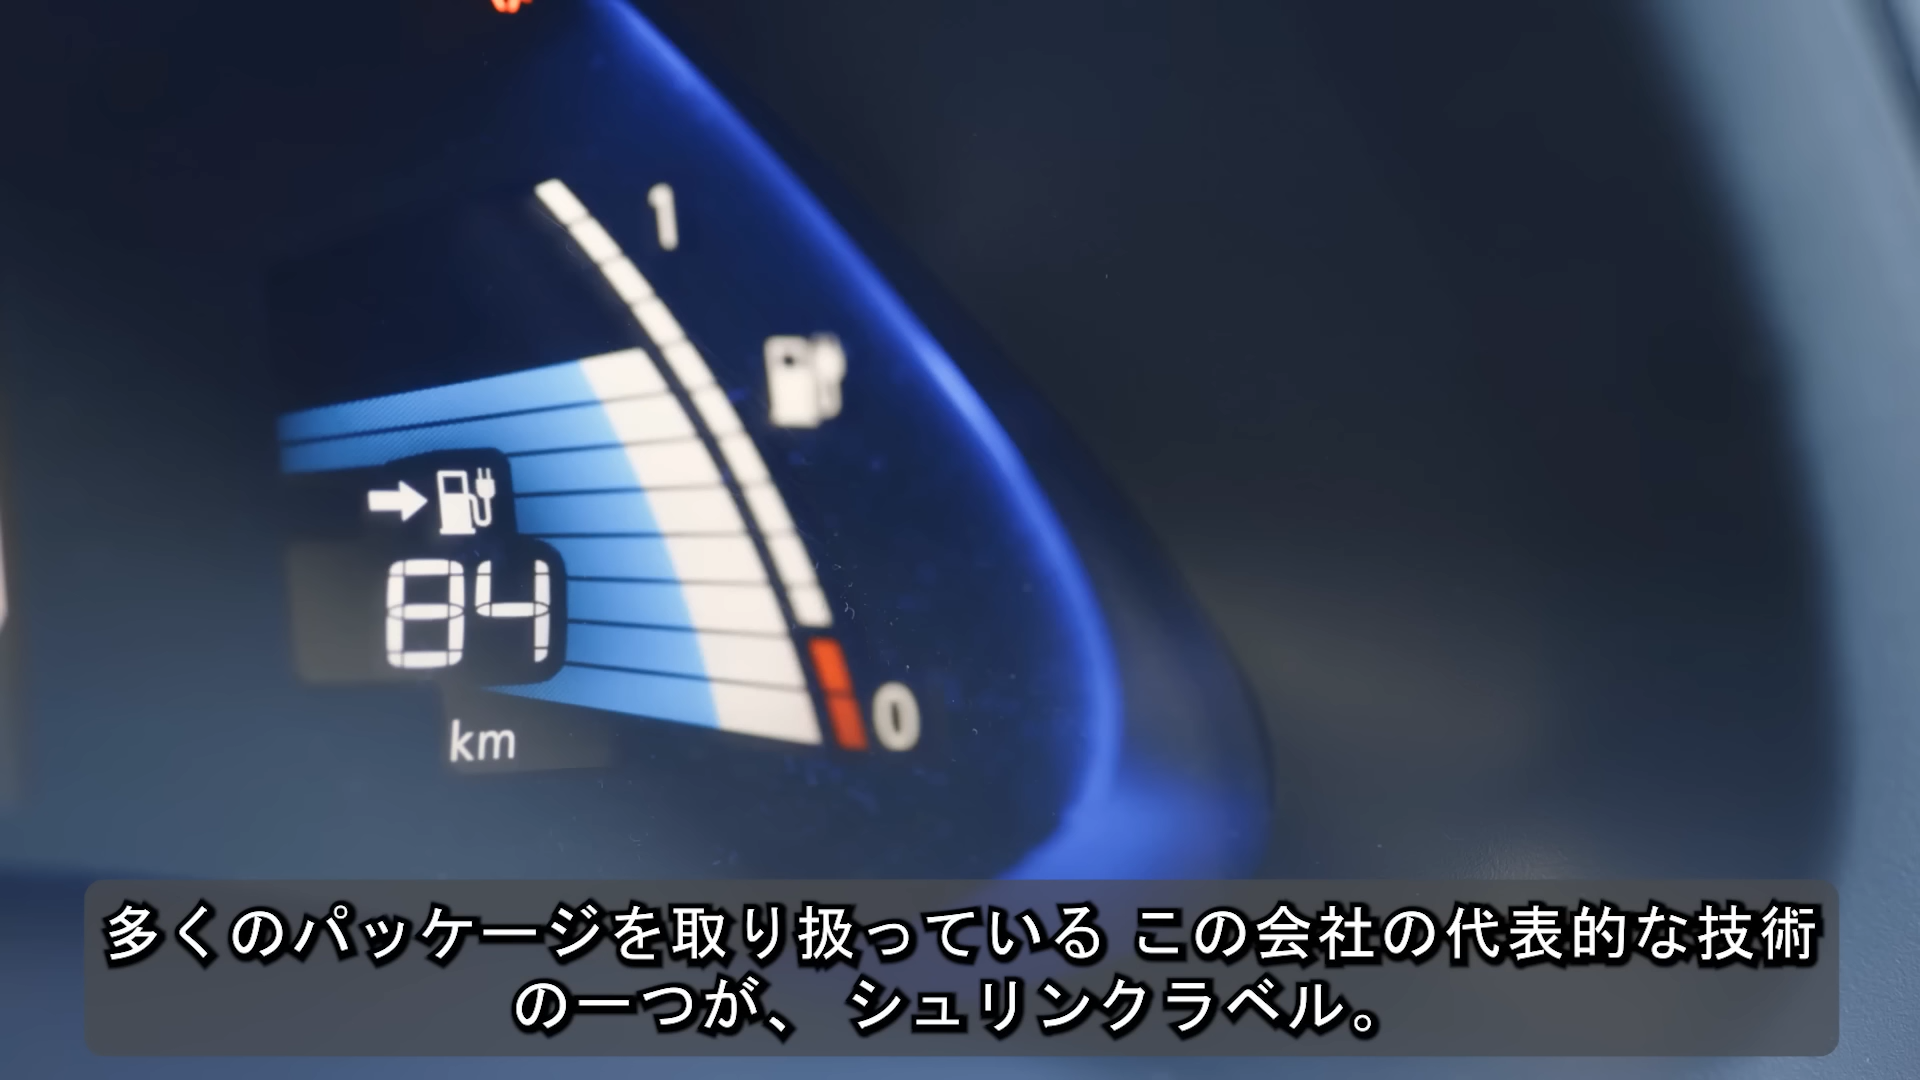 1
84
km
0
多くのパッケージを取り扱っている この会社の代表的な技術
の一つが、 シュリンクラベル。